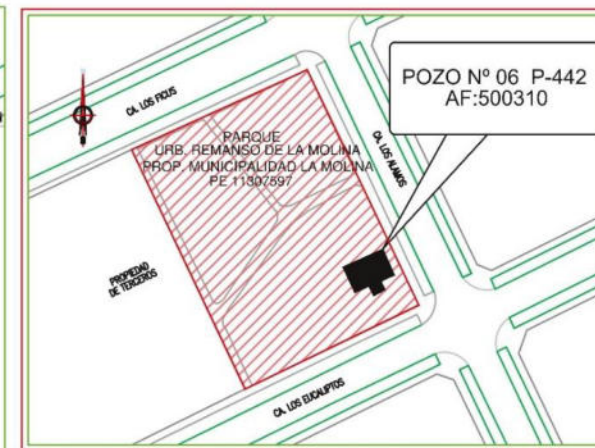 POZO Nº 06 P-442
AF:500310
CA. LOS FICUS
PARQUE
URB. REMANSO DE LA MOLINA
PROP. MUNICIPALIDAD LA MOLINA
PE 11307597
CA. LOS ALAMOS
PROPIEDAD
DE TERCEROS
CA. LOS EUCALIPTOS